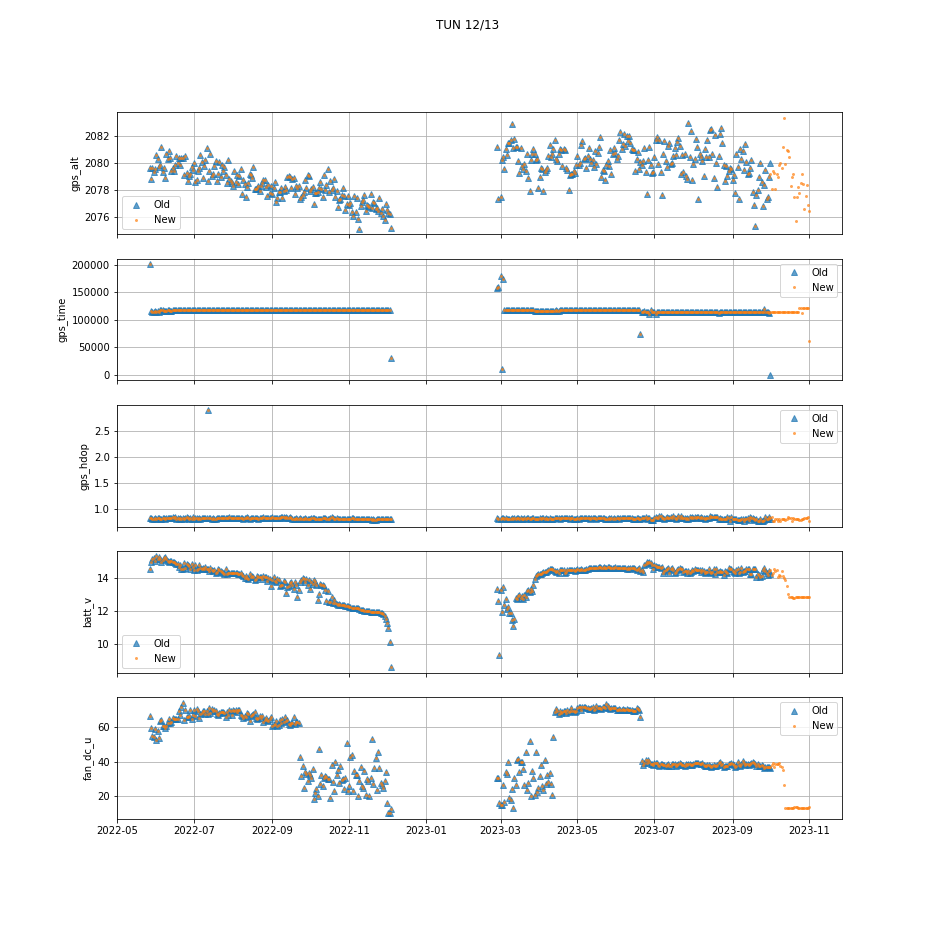 TUN 12/13
gps_alt
2082
2080
2078
2076
Old
New
gps_time
200000
150000
100000
50000
0
Old
New
gps_hdop
2.5
2.0
1.5
1.0
Old
New
batt_v
14
12
10
Old
New
fan_dc_u
60
40
20
Old
New
2022-05 2022-07 2022-09 2022-11 2023-01 2023-03 2023-05 2023-07 2023-09 2023-11